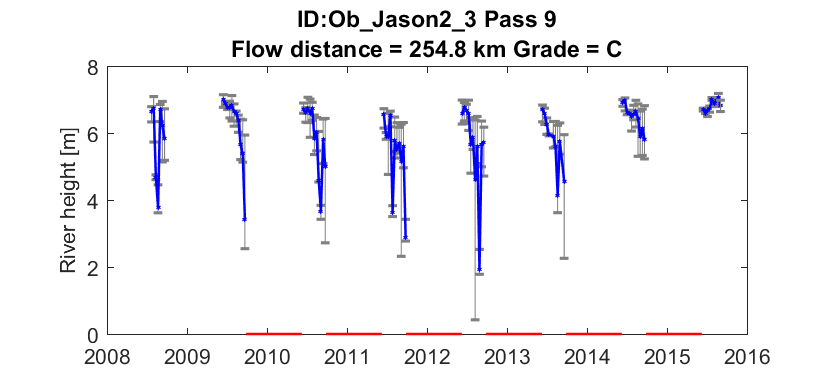 ID:Ob_Jason2_3 Pass 9
Flow distance = 254.8 km Grade = C
River height [m]
8
6
4
2
0
2008 2009 2010 2011 2012 2013 2014 2015 2016